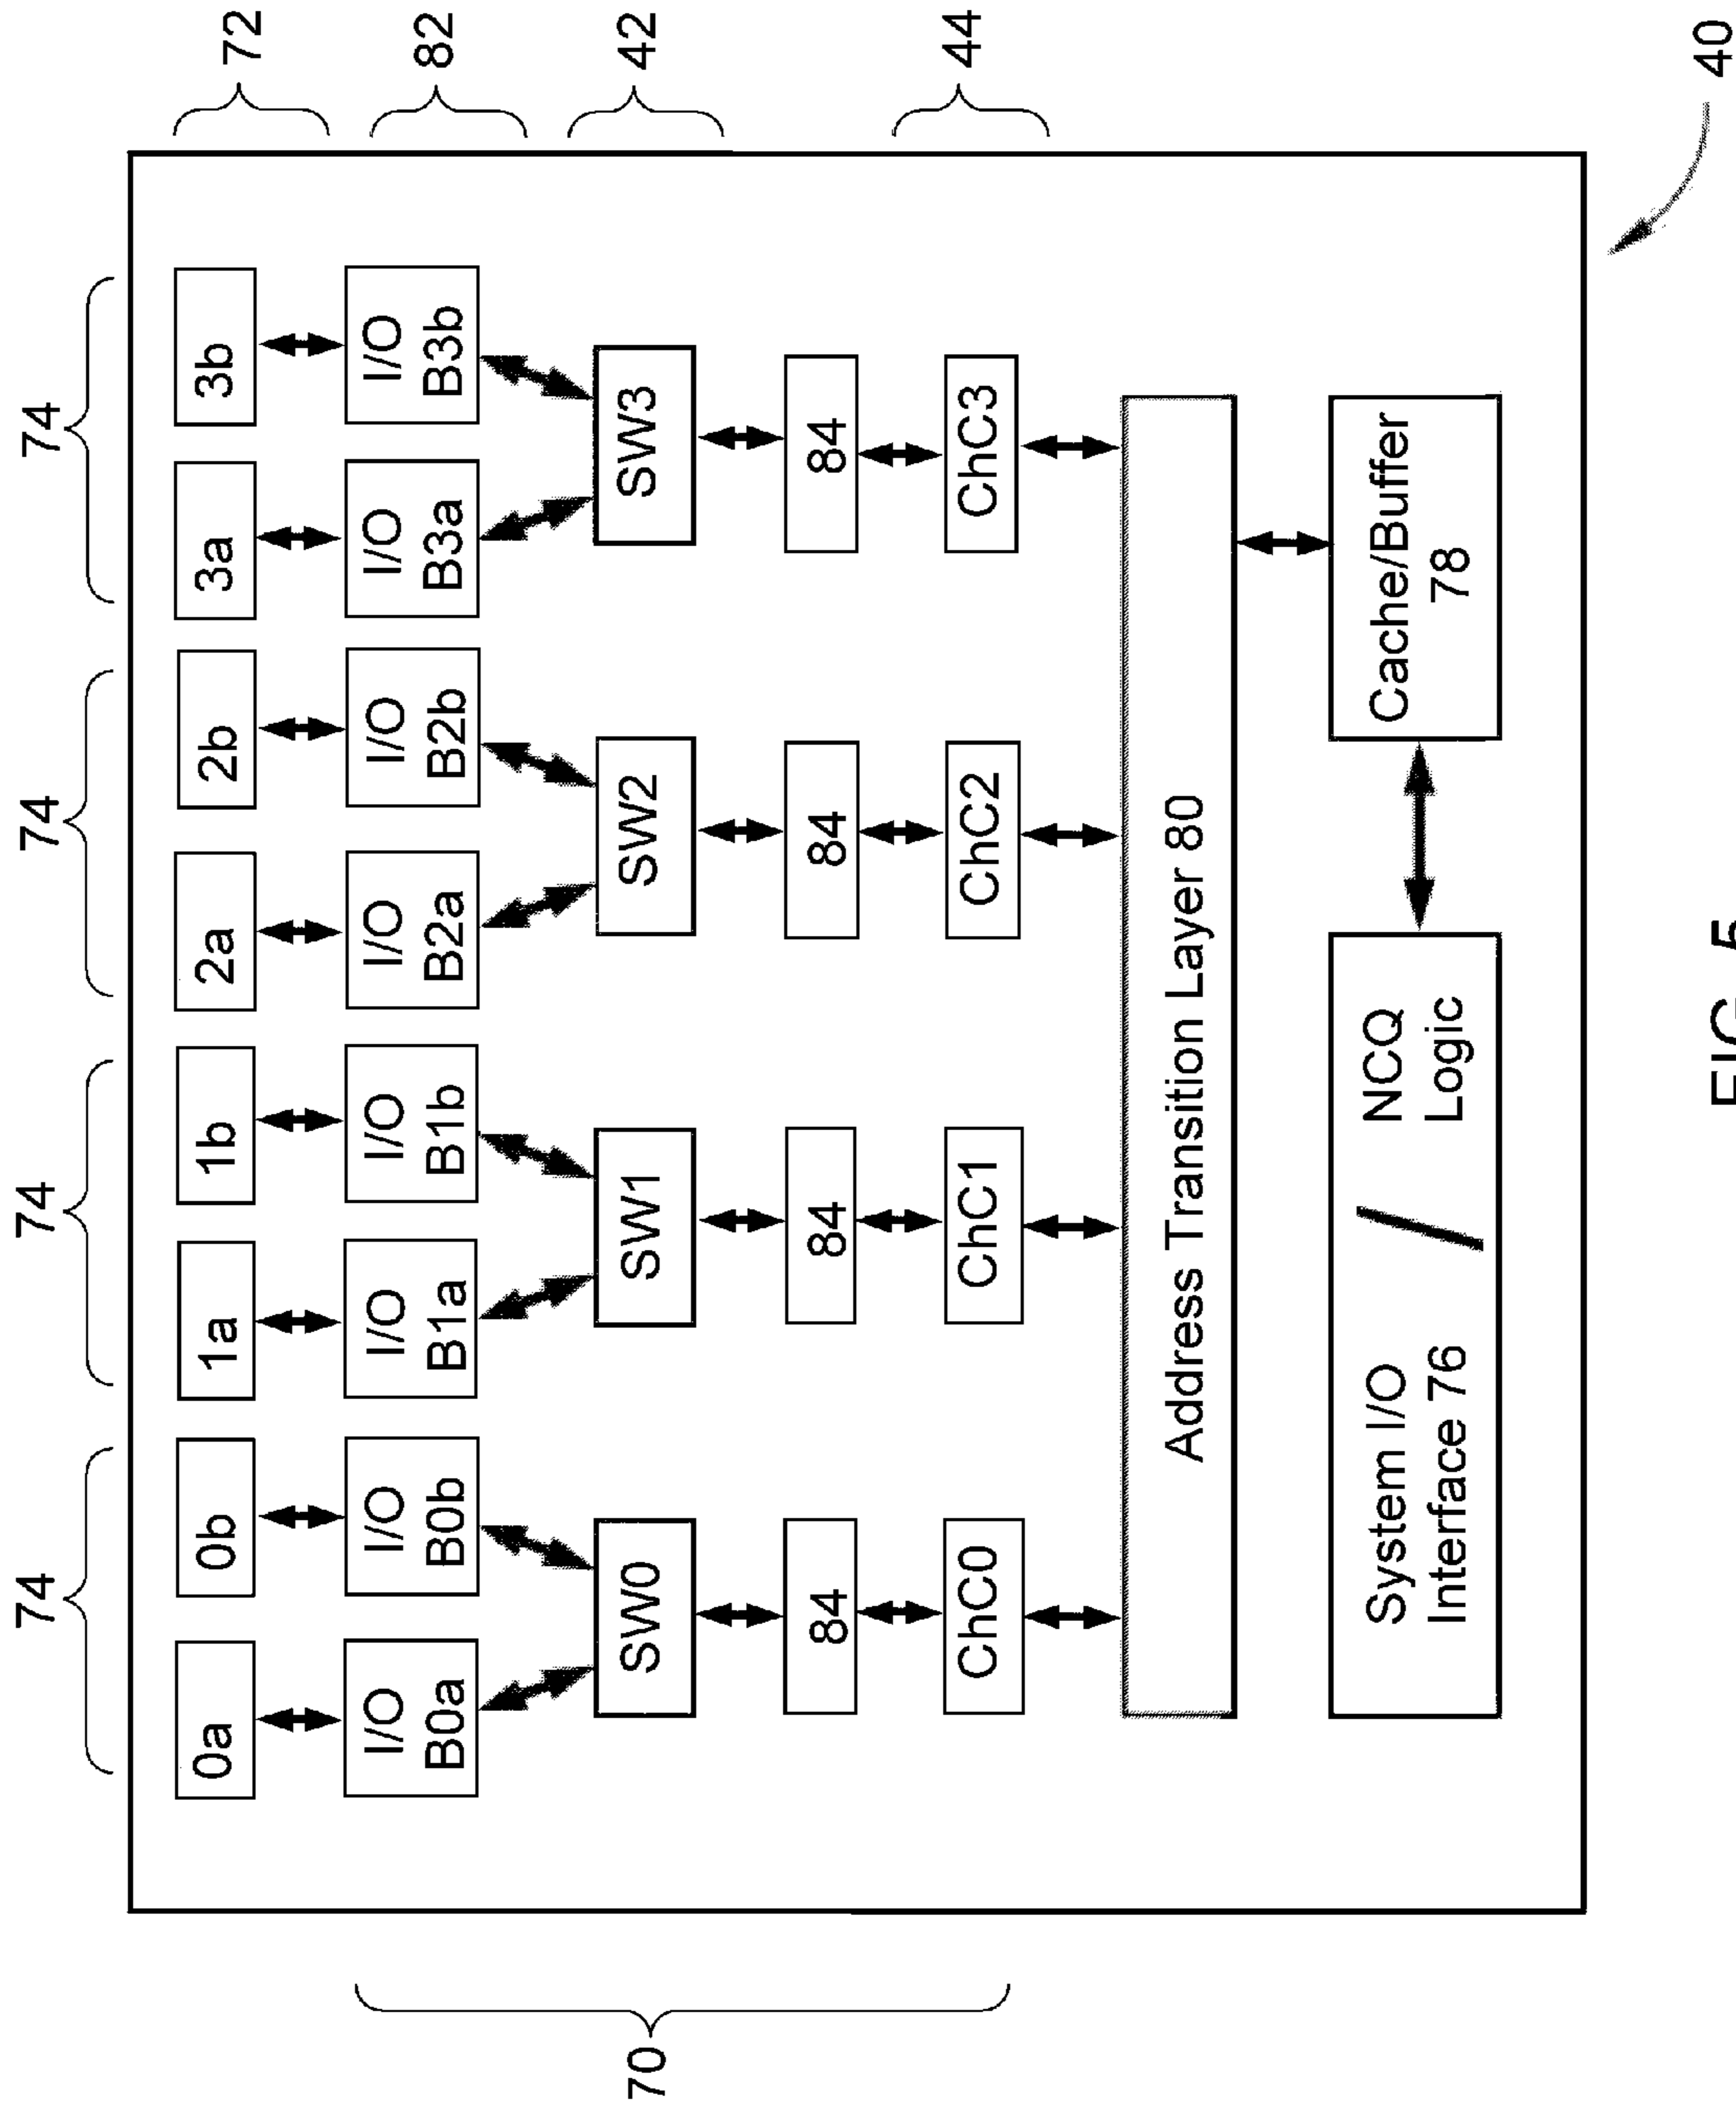 74
74
74
74
0a
0b
1a
1b
2a
2b
3a
3b
72
I/O
B0a
I/O
B0b
I/O
B1a
I/O
B1b
I/O
B2a
I/O
B2b
I/O
B3a
I/O
B3b
82
70
SW0
SW1
SW2
SW3
42
84
84
84
84
ChC0
ChC1
ChC2
ChC3
44
Address Transition Layer 80
System I/O
Interface 76
/
NCQ
Logic
Cache/Buffer
78
40
FIG. 5